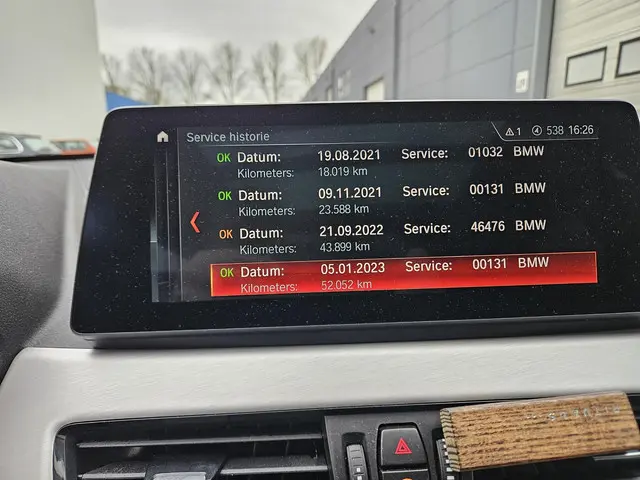 Service historie
1 538 16:26
OK Datum: 19.08.2021 Service: 01032 BMW
Kilometers: 18.019 km
OK Datum: 09.11.2021 Service: 00131 BMW
Kilometers: 23.588 km
OK Datum: 21.09.2022 Service: 46476 BMW
Kilometers: 43.899 km
OK Datum: 05.01.2023 Service: 00131 BMW
Kilometers: 52.052 km